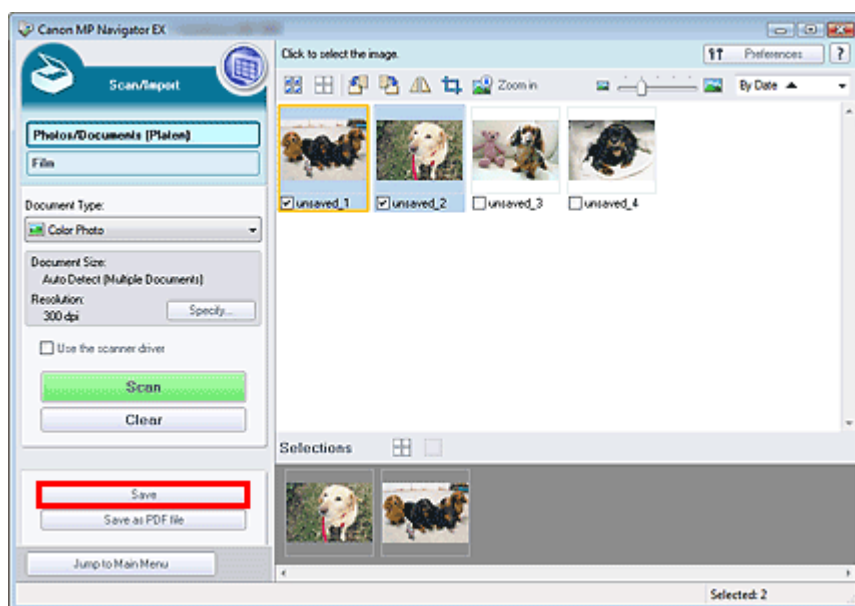 Canon MP Navigator EX
Click to select the image.
Preferences
?
Scan/Import
Zoom in
By Date
Photos/Documents (Platen)
Film
unsaved_1
unsaved_2
unsaved_3
unsaved_4
Document Type:
Color Photo
Document Size:
Auto Detect (Multiple Documents)
Resolution:
300 dpi
Specify...
Use the scanner driver
Scan
Clear
Selections
Save
Save as PDF file
Jump to Main Menu
Selected: 2